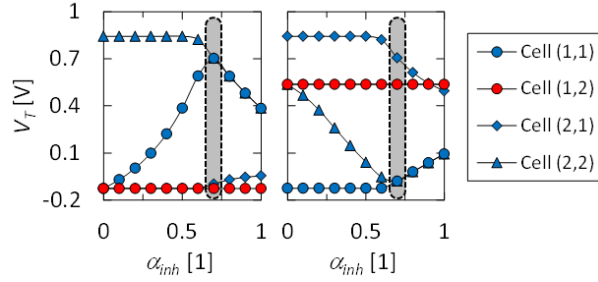 V_T [V]
0.7
0.4
0.1
-0.2
0 0.5 1
0 0.5 1
α_inh [1]
α_inh [1]
Cell (1,1)
Cell (1,2)
Cell (2,1)
Cell (2,2)
1.0